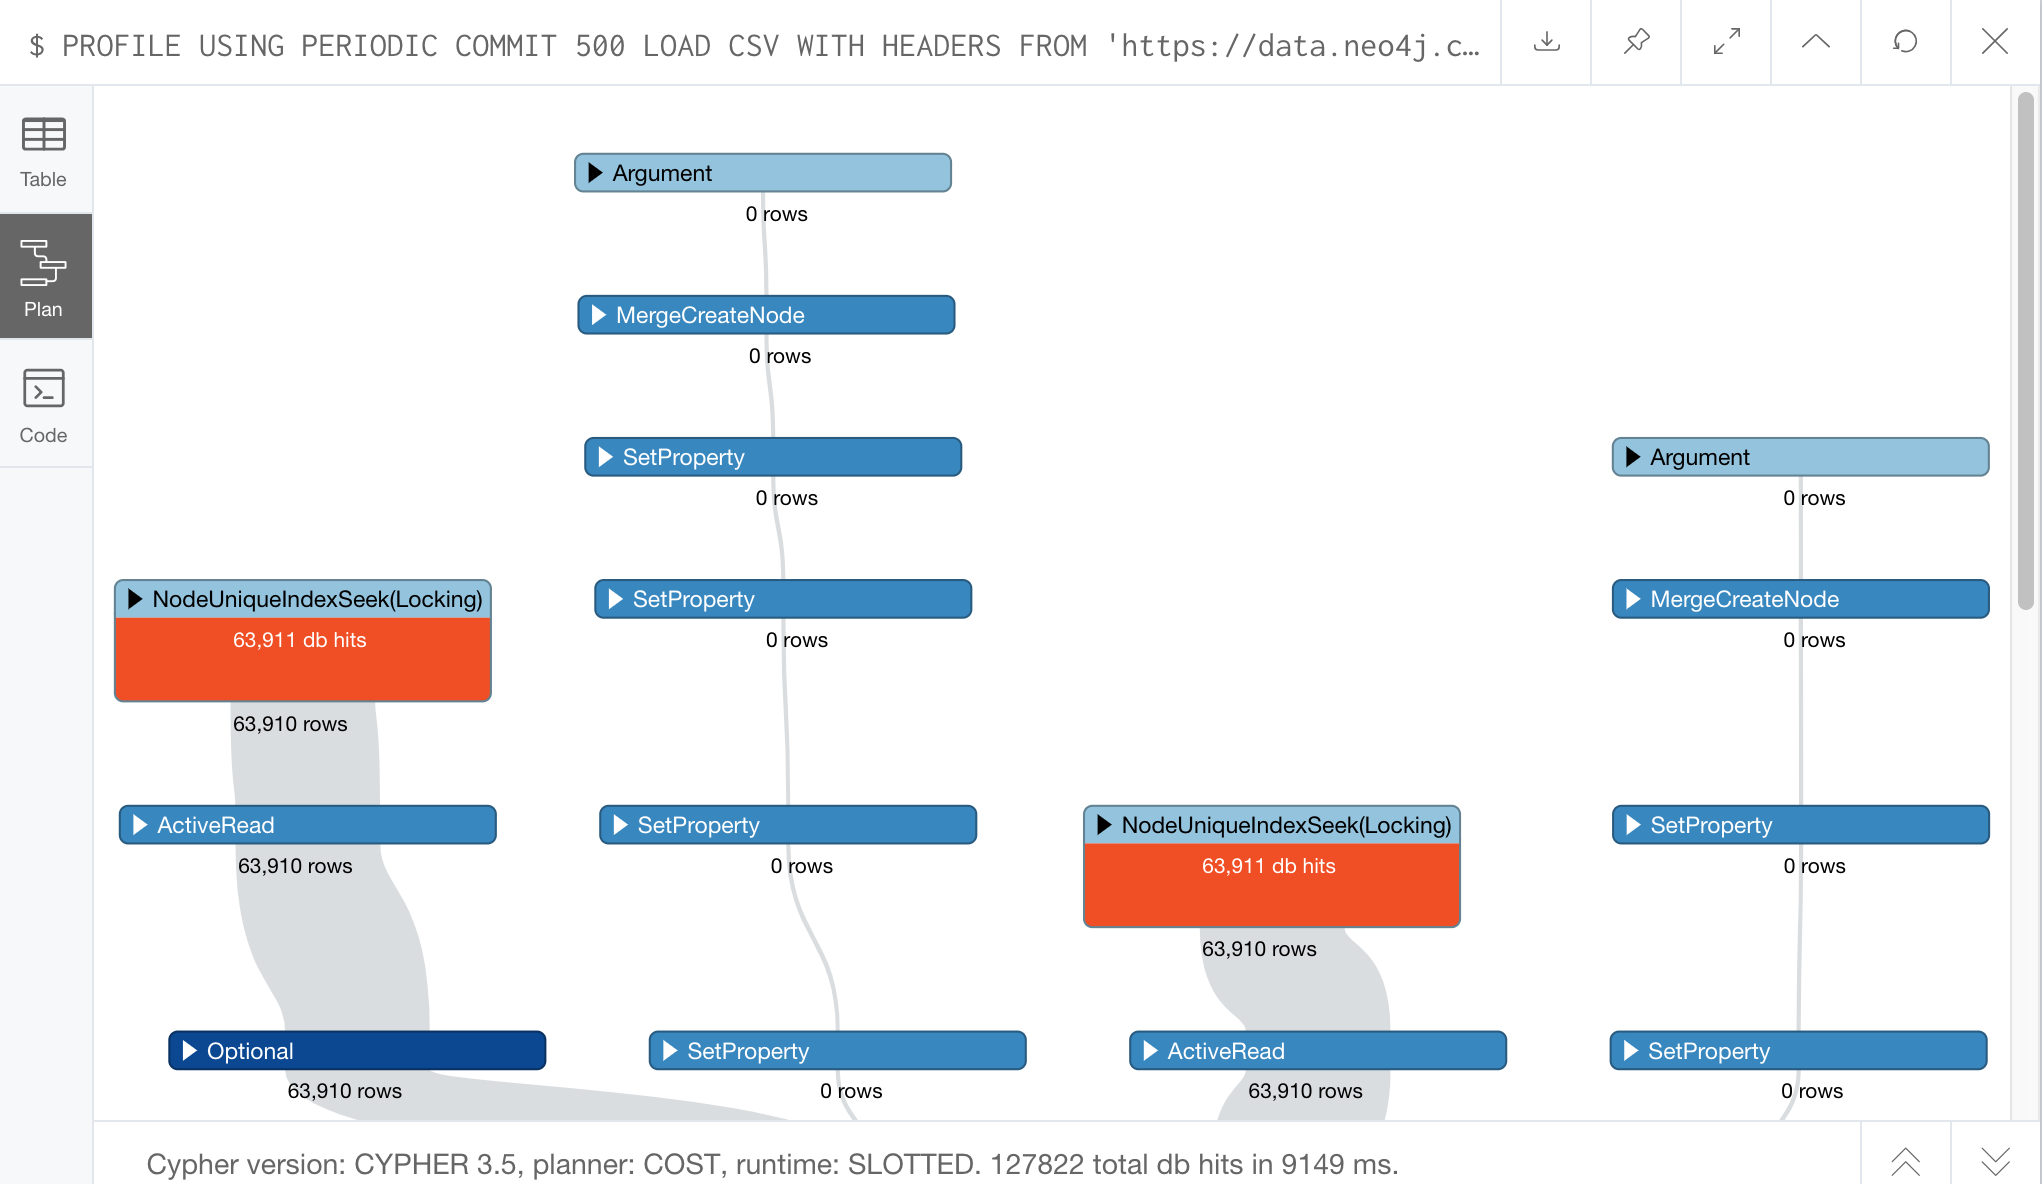 $ PROFILE USING PERIODIC COMMIT 500 LOAD CSV WITH HEADERS FROM 'https://data.neo4j.c…
Table
Plan
Code
Argument
0 rows
MergeCreateNode
0 rows
SetProperty
0 rows
Argument
0 rows
NodeUniqueIndexSeek(Locking)
63,911 db hits
63,910 rows
SetProperty
0 rows
MergeCreateNode
0 rows
ActiveRead
63,910 rows
SetProperty
0 rows
NodeUniqueIndexSeek(Locking)
63,911 db hits
63,910 rows
SetProperty
0 rows
Optional
63,910 rows
SetProperty
0 rows
ActiveRead
63,910 rows
SetProperty
0 rows
Cypher version: CYPHER 3.5, planner: COST, runtime: SLOTTED. 127822 total db hits in 9149 ms.